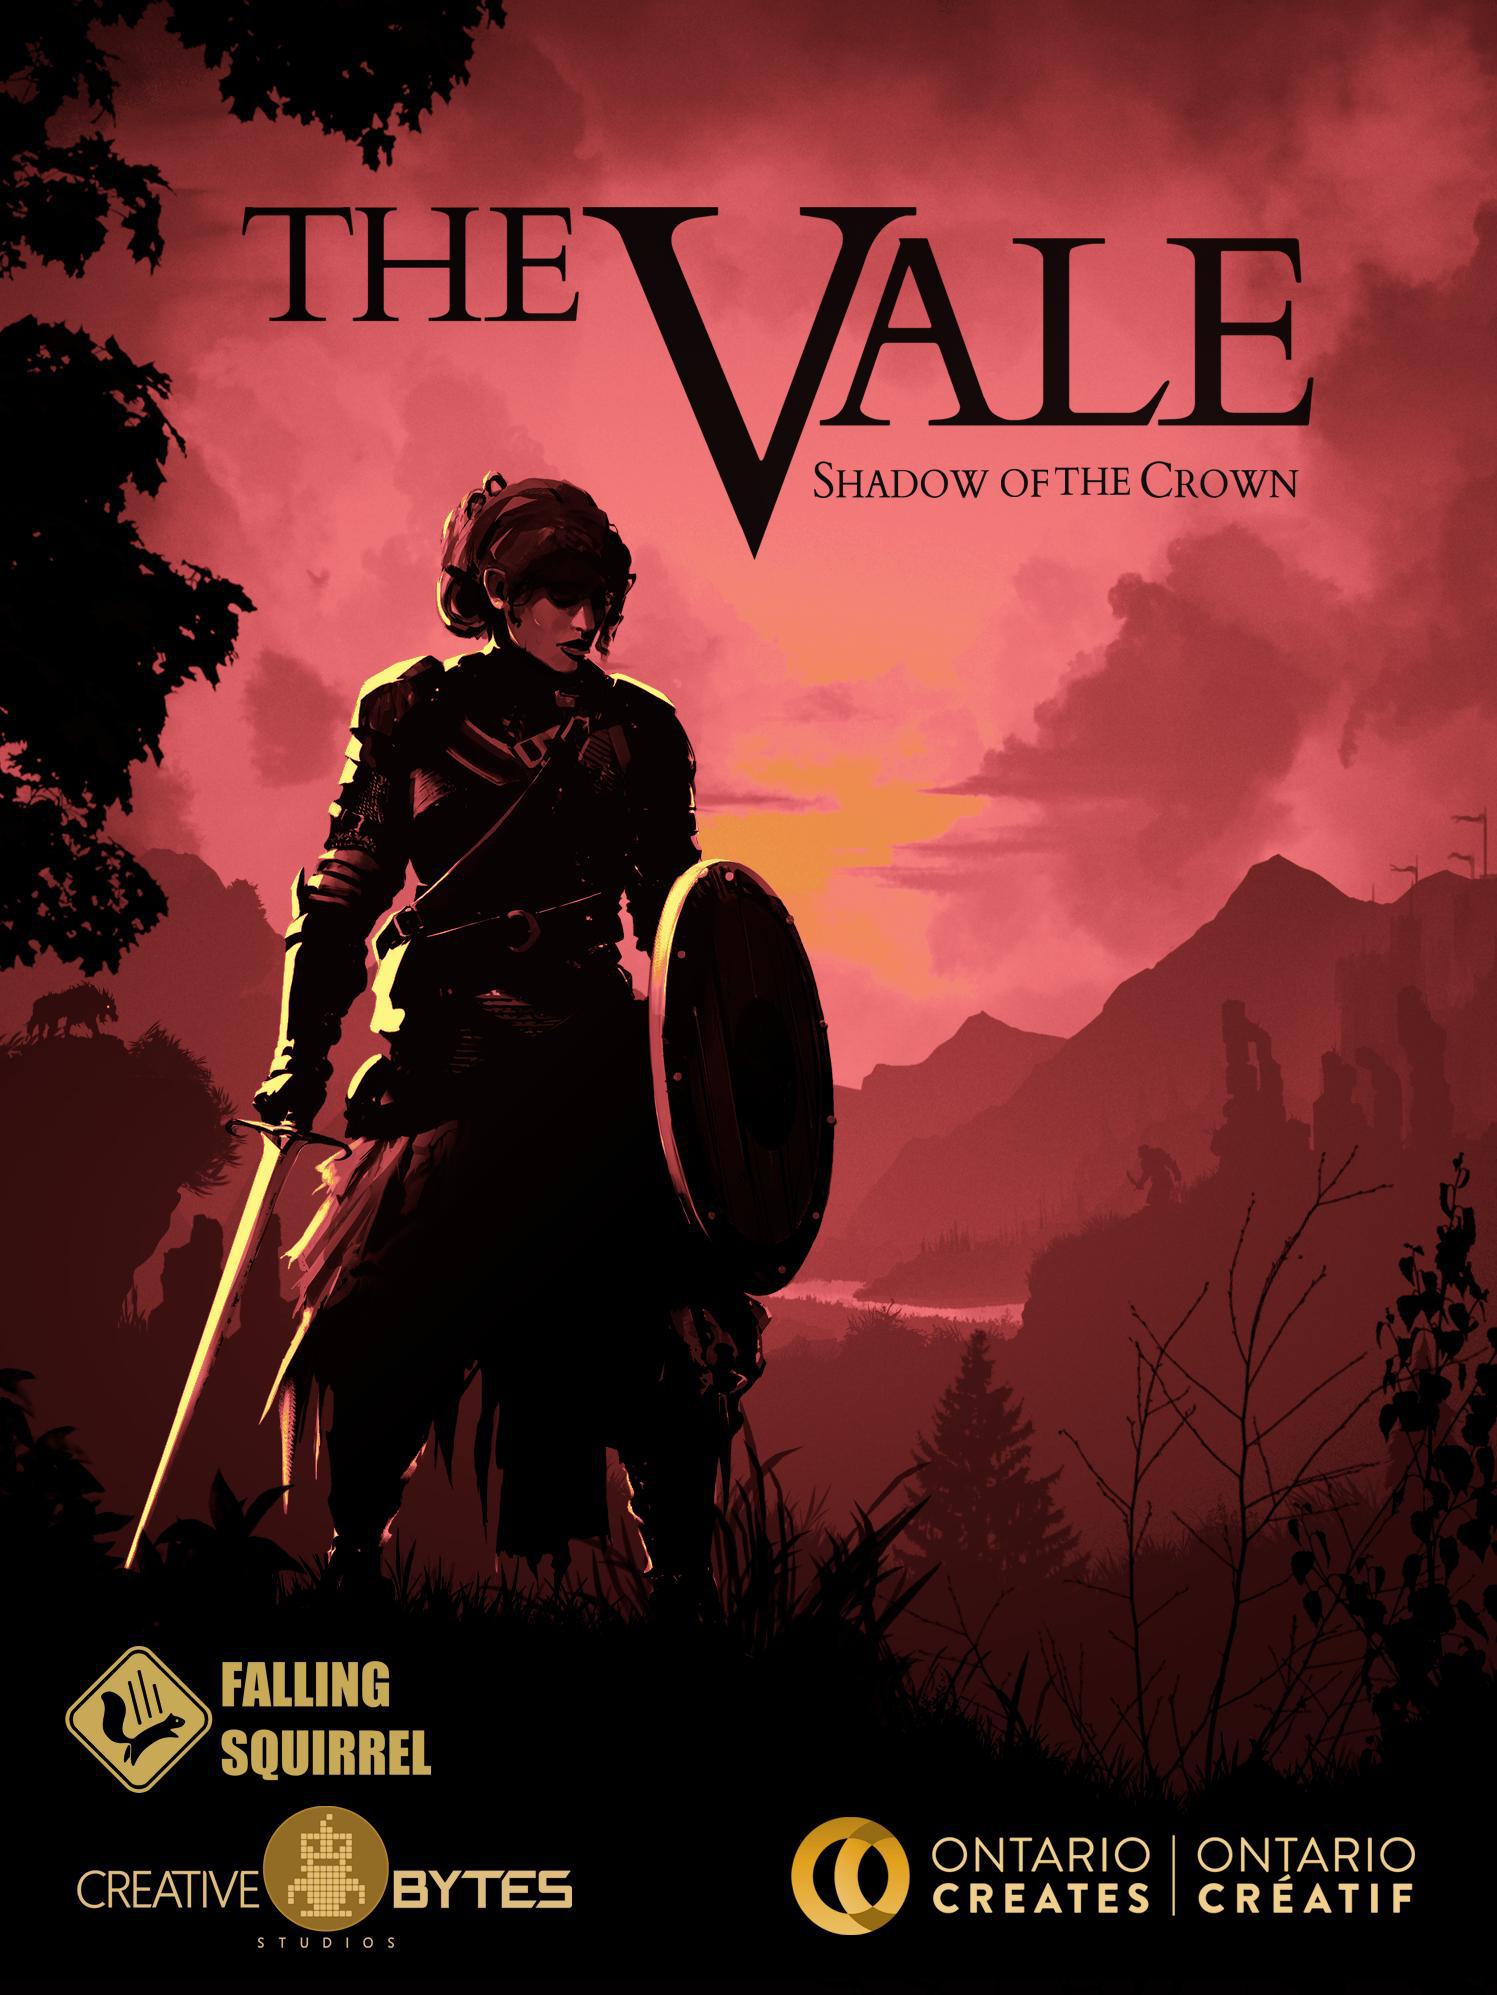 THE VALE
SHADOW OF THE CROWN
FALLING
SQUIRREL
CREATIVE BYTES
STUDIOS
ONTARIO | ONTARIO
CREATES | CRÉATIF